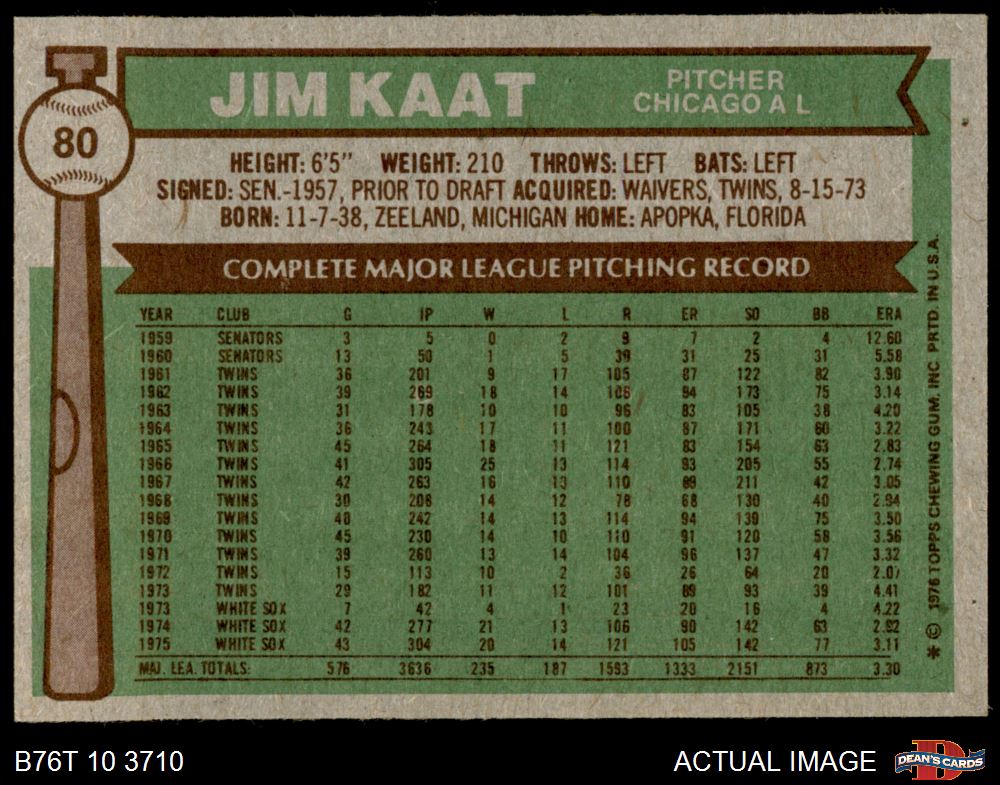 JIM KAAT
PITCHER
CHICAGO A L
80
HEIGHT: 6'5" WEIGHT: 210 THROWS: LEFT BATS: LEFT
SIGNED: SEN.-1957, PRIOR TO DRAFT ACQUIRED: WAIVERS, TWINS, 8-15-73
BORN: 11-7-38, ZEELAND, MICHIGAN HOME: APOPKA, FLORIDA
COMPLETE MAJOR LEAGUE PITCHING RECORD
YEAR CLUB G IP W L R ER SO BB ERA
1959 SENATORS 3 5 0 2 9 7 2 4 12.60
1960 SENATORS 13 50 1 5 39 31 25 31 5.58
1961 TWINS 36 201 9 17 105 87 122 82 3.90
1962 TWINS 39 269 18 14 106 94 173 75 3.14
1963 TWINS 31 178 10 10 96 83 105 38 4.20
1964 TWINS 36 243 17 11 100 87 171 60 3.22
1965 TWINS 45 264 18 11 121 83 154 63 2.83
1966 TWINS 41 305 25 13 114 93 205 55 2.74
1967 TWINS 42 263 16 13 110 89 211 42 3.05
1968 TWINS 30 208 14 12 78 68 130 40 2.94
1969 TWINS 40 242 14 13 114 94 139 75 3.50
1970 TWINS 45 230 14 10 110 91 120 58 3.56
1971 TWINS 39 260 13 14 104 96 137 47 3.32
1972 TWINS 15 113 10 2 36 26 64 20 2.07
1973 TWINS 29 182 11 12 101 89 93 39 4.41
1973 WHITE SOX 7 42 4 1 23 20 16 4 4.22
1974 WHITE SOX 42 277 21 13 106 90 142 63 2.92
1975 WHITE SOX 43 304 20 14 121 105 142 77 3.11
MAJ. LEA. TOTALS: 576 3636 235 187 1593 1333 2151 873 3.30
* © 1976 TOPPS CHEWING GUM, INC. PRTD. IN U.S.A.
B76T 10 3710
ACTUAL IMAGE
DEAN'S CARDS